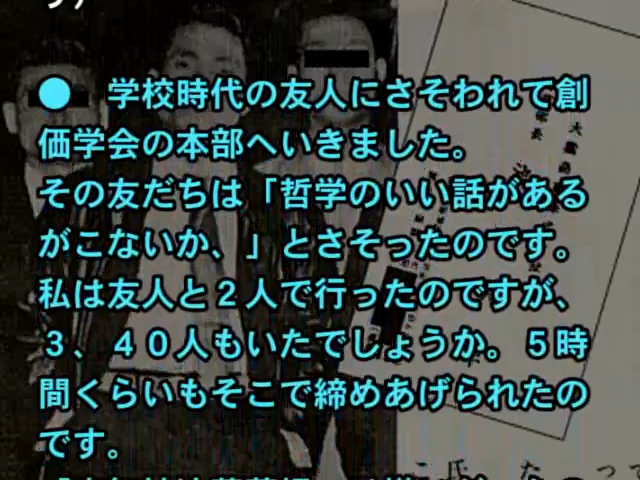 ● 学校時代の友人にさそわれて創
価学会の本部へいきました。
その友だちは「哲学のいい話がある
がこないか、」とさそったのです。
私は友人と２人で行ったのですが、
３、４０人もいたでしょうか。５時
間くらいもそこで締めあげられたの
です。